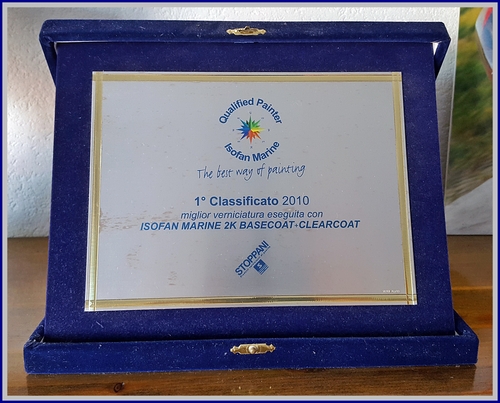 Qualified Painter
Isofan Marine
The best way of painting
1° Classificato 2010
miglior verniciatura eseguita con
ISOFAN MARINE 2K BASECOAT-CLEARCOAT
STOPPANI